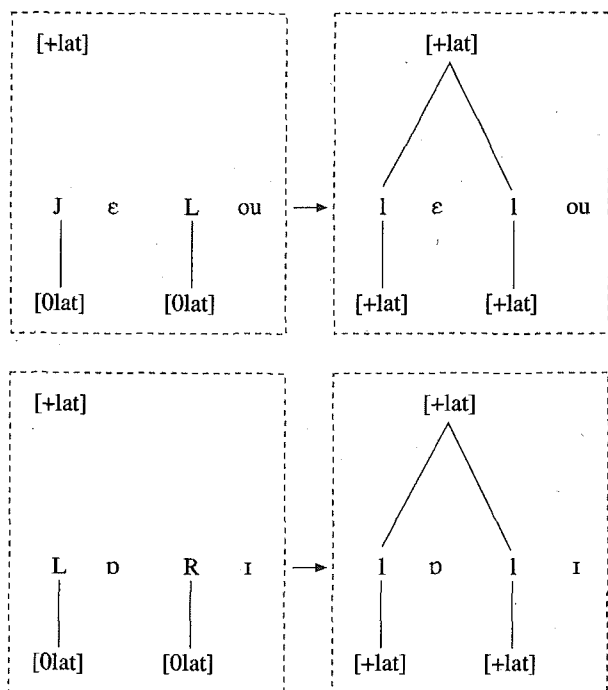 [+lat] [+lat]
J ɛ L ou → l ɛ l ou
[0lat] [0lat] [+lat] [+lat]
[+lat] [+lat]
L ɒ R ɪ → l ɒ l ɪ
[0lat] [0lat] [+lat] [+lat]